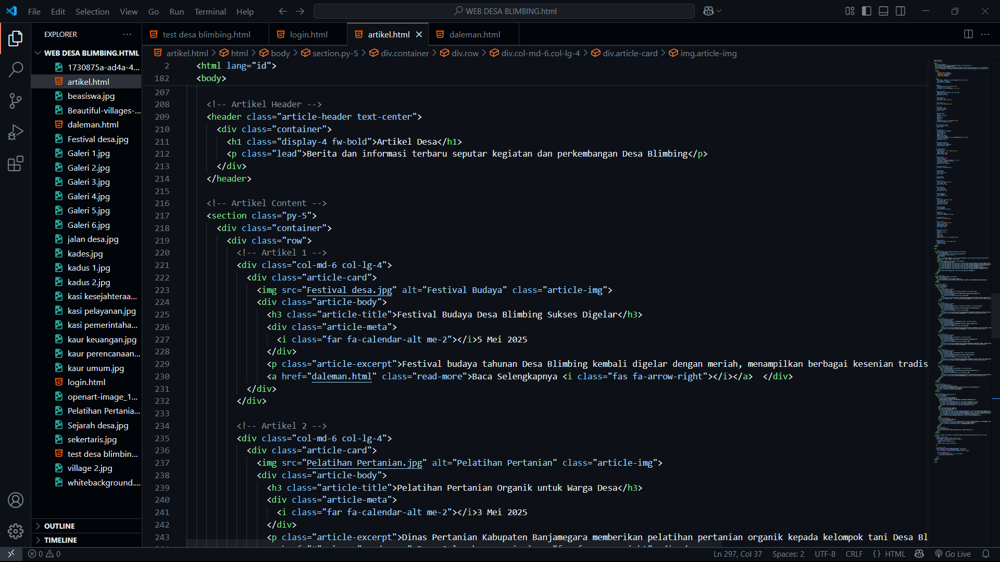 File Edit Selection View Go Run Terminal Help
WEB DESA BLIMBING.html
EXPLORER
WEB DESA BLIMBING.HTML
1730875a-ad4a-4...
artikel.html
beasiswa.jpg
Beautiful-villages-...
daleman.html
Festival desa.jpg
Galeri 1.jpg
Galeri 2.jpg
Galeri 3.jpg
Galeri 4.jpg
Galeri 5.jpg
Galeri 6.jpg
jalan desa.jpg
kades.jpg
kadus 1.jpg
kadus 2.jpg
kasi kesejahteraa...
kasi pelayanan.jpg
kasi pemerintaha...
kaur keuangan.jpg
kaur perencanaan...
kaur umum.jpg
login.html
openart-image_1...
Pelatihan Pertania...
Sejarah desa.jpg
sekertaris.jpg
test desa blimbin...
village 2.jpg
whitebackground....
OUTLINE
TIMELINE
test desa blimbing.html login.html artikel.html daleman.html
artikel.html > html > body > section.py-5 > div.container > div.row > div.col-md-6.col-lg-4 > div.article-card > img.article-img
2 <html lang="id">
182 <body>
207
208 <!-- Artikel Header -->
209 <header class="article-header text-center">
210 <div class="container">
211 <h1 class="display-4 fw-bold">Artikel Desa</h1>
212 <p class="lead">Berita dan informasi terbaru seputar kegiatan dan perkembangan Desa Blimbing</p>
213 </div>
214 </header>
215
216 <!-- Artikel Content -->
217 <section class="py-5">
218 <div class="container">
219 <div class="row">
220 <!-- Artikel 1 -->
221 <div class="col-md-6 col-lg-4">
222 <div class="article-card">
223 <img src="Festival desa.jpg" alt="Festival Budaya" class="article-img">
224 <div class="article-body">
225 <h3 class="article-title">Festival Budaya Desa Blimbing Sukses Digelar</h3>
226 <div class="article-meta">
227 <i class="far fa-calendar-alt me-2"></i>5 Mei 2025
228 </div>
229 <p class="article-excerpt">Festival budaya tahunan Desa Blimbing kembali digelar dengan meriah, menampilkan berbagai kesenian tradis
230 <a href="daleman.html" class="read-more">Baca Selengkapnya <i class="fas fa-arrow-right"></i></a> </div>
231 </div>
232 </div>
233
234 <!-- Artikel 2 -->
235 <div class="col-md-6 col-lg-4">
236 <div class="article-card">
237 <img src="Pelatihan Pertanian.jpg" alt="Pelatihan Pertanian" class="article-img">
238 <div class="article-body">
239 <h3 class="article-title">Pelatihan Pertanian Organik untuk Warga Desa</h3>
240 <div class="article-meta">
241 <i class="far fa-calendar-alt me-2"></i>3 Mei 2025
242 </div>
243 <p class="article-excerpt">Dinas Pertanian Kabupaten Banjarnegara memberikan pelatihan pertanian organik kepada kelompok tani Desa Bl
0 0
Ln 297, Col 37 Spaces: 2 UTF-8 CRLF {} HTML Go Live